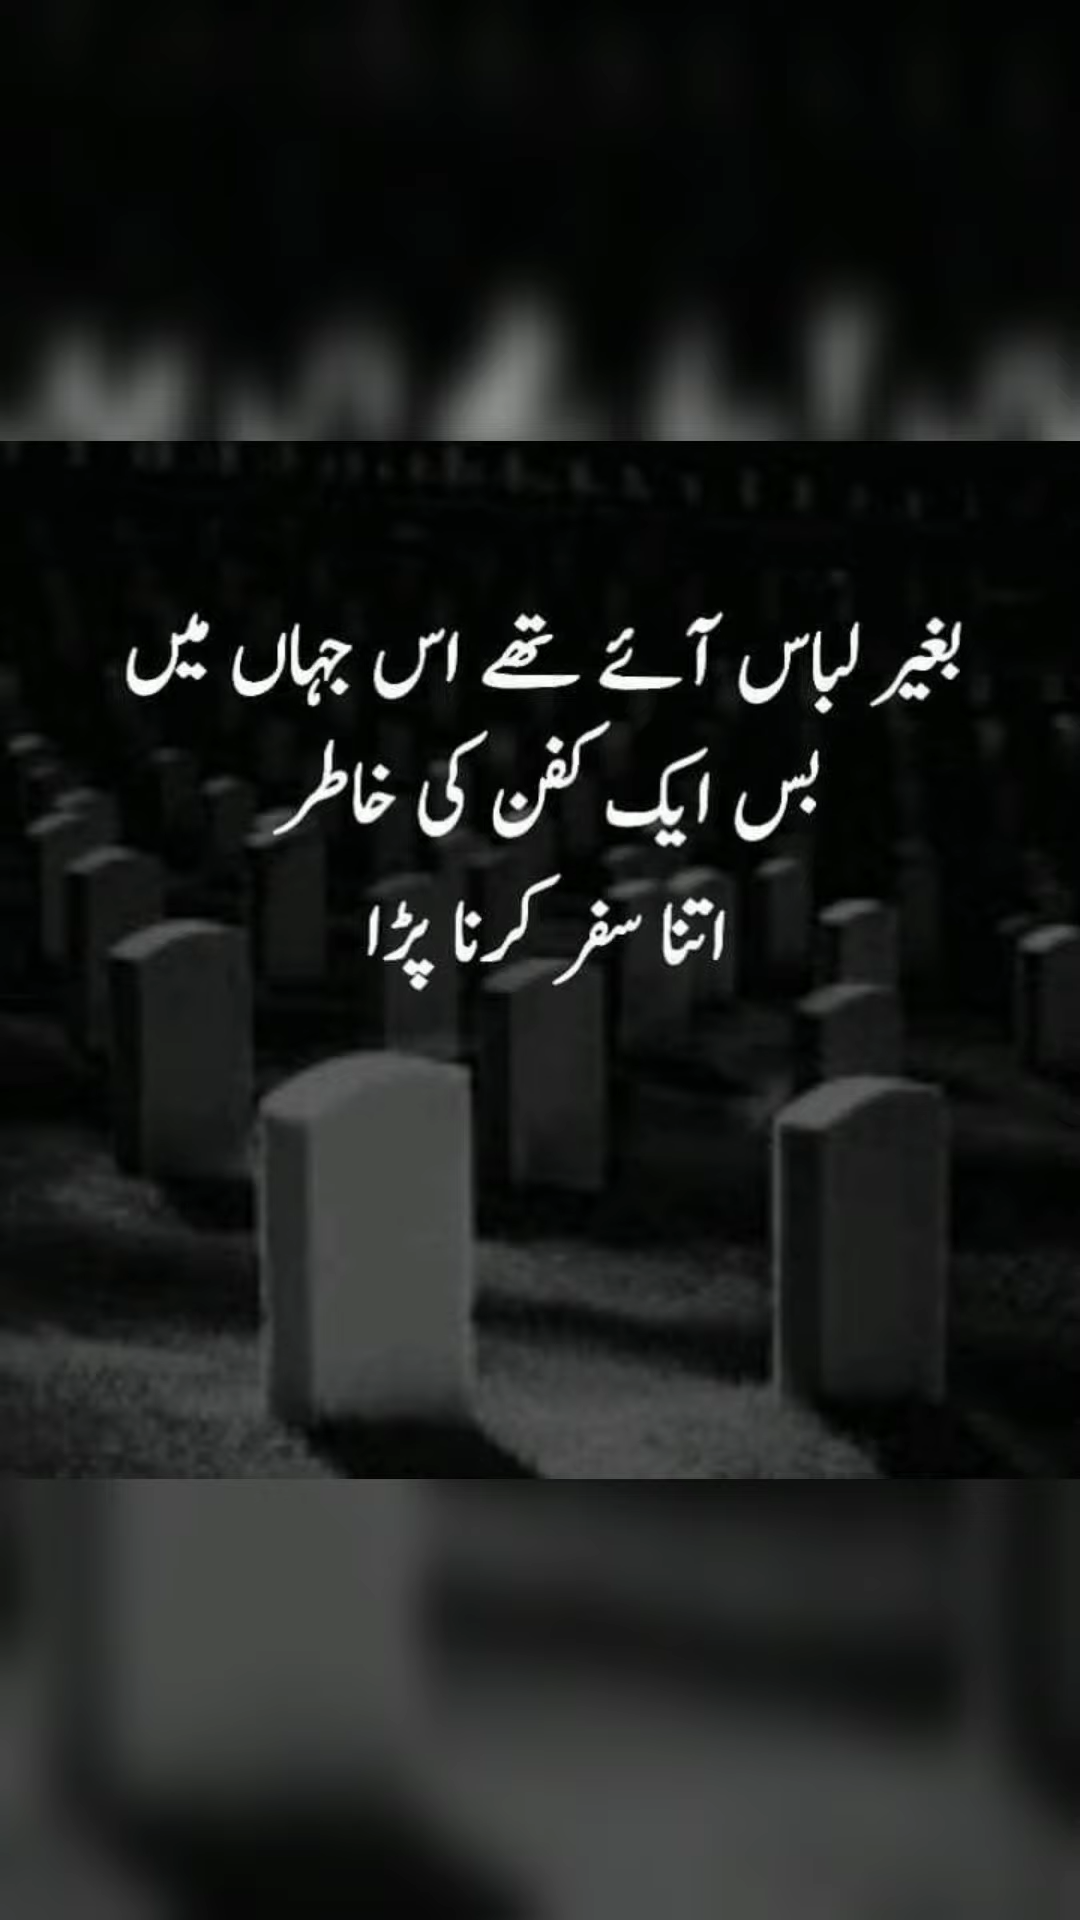 بغیر لباس آئے تھے اس جہاں میں
بس ایک کفن کی خاطر
اتنا سفر کرنا پڑا